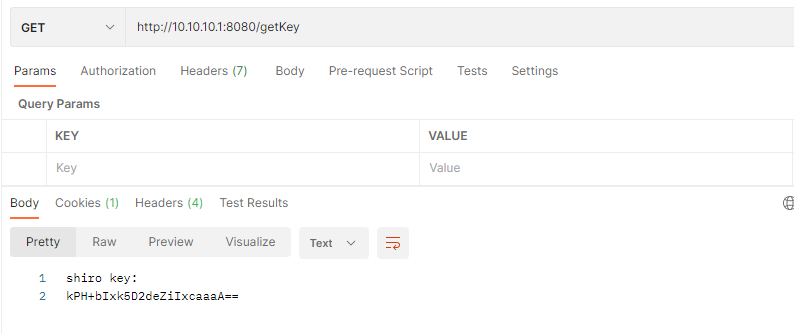 GET http://10.10.10.1:8080/getKey
Params Authorization Headers (7) Body Pre-request Script Tests Settings
Query Params
KEY VALUE
Key Value
Body Cookies (1) Headers (4) Test Results
Pretty Raw Preview Visualize Text
1 shiro key:
2 kPH+bIxk5D2deZiIxcaaaA==